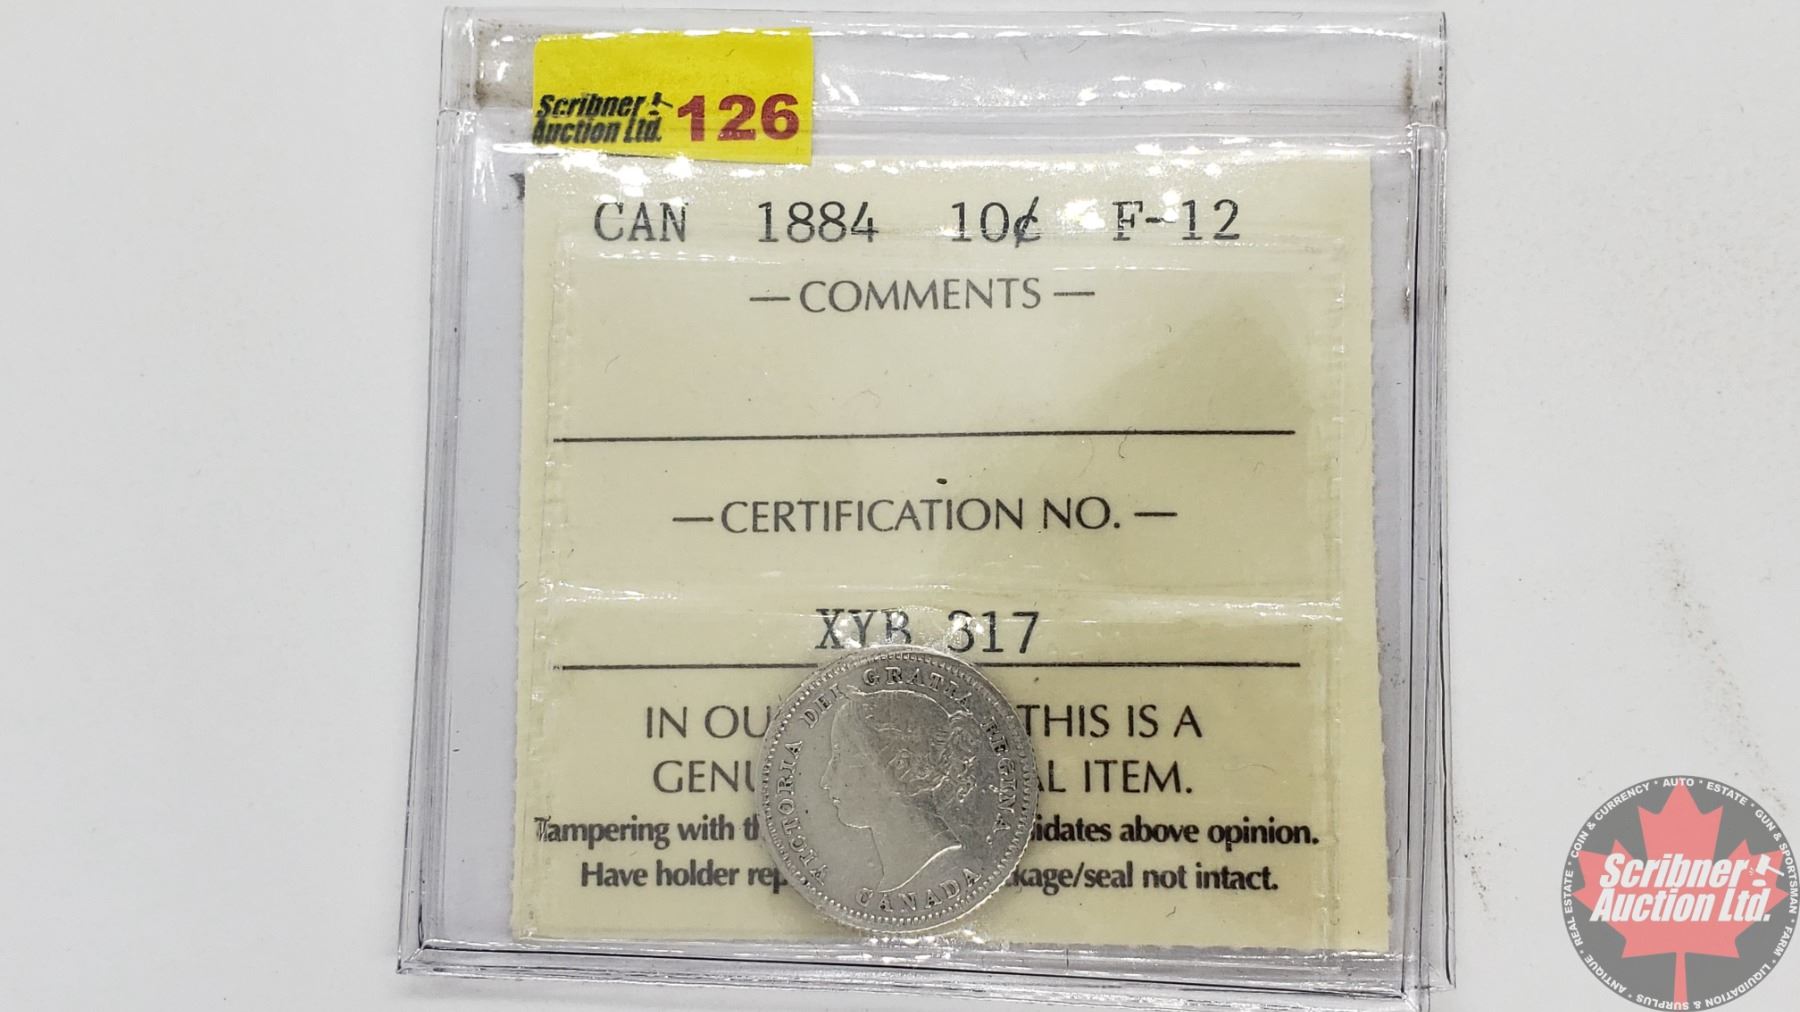 Scribner
Auction Ltd. 126
CAN 1884 10¢ F-12
— COMMENTS —
— CERTIFICATION NO. —
XYB 317
IN OU THIS IS A
GENU AL ITEM.
Tampering with th idates above opinion.
Have holder rep kage/seal not intact.
VICTORIA DEI GRATIA REGINA.
CANADA
COIN & CURRENCY · AUTO · ESTATE · GUN & SPORTSMAN · FARM · LIQUIDATION & SURPLUS · ANTIQUE · REAL ESTATE ·
Scribner
Auction Ltd.